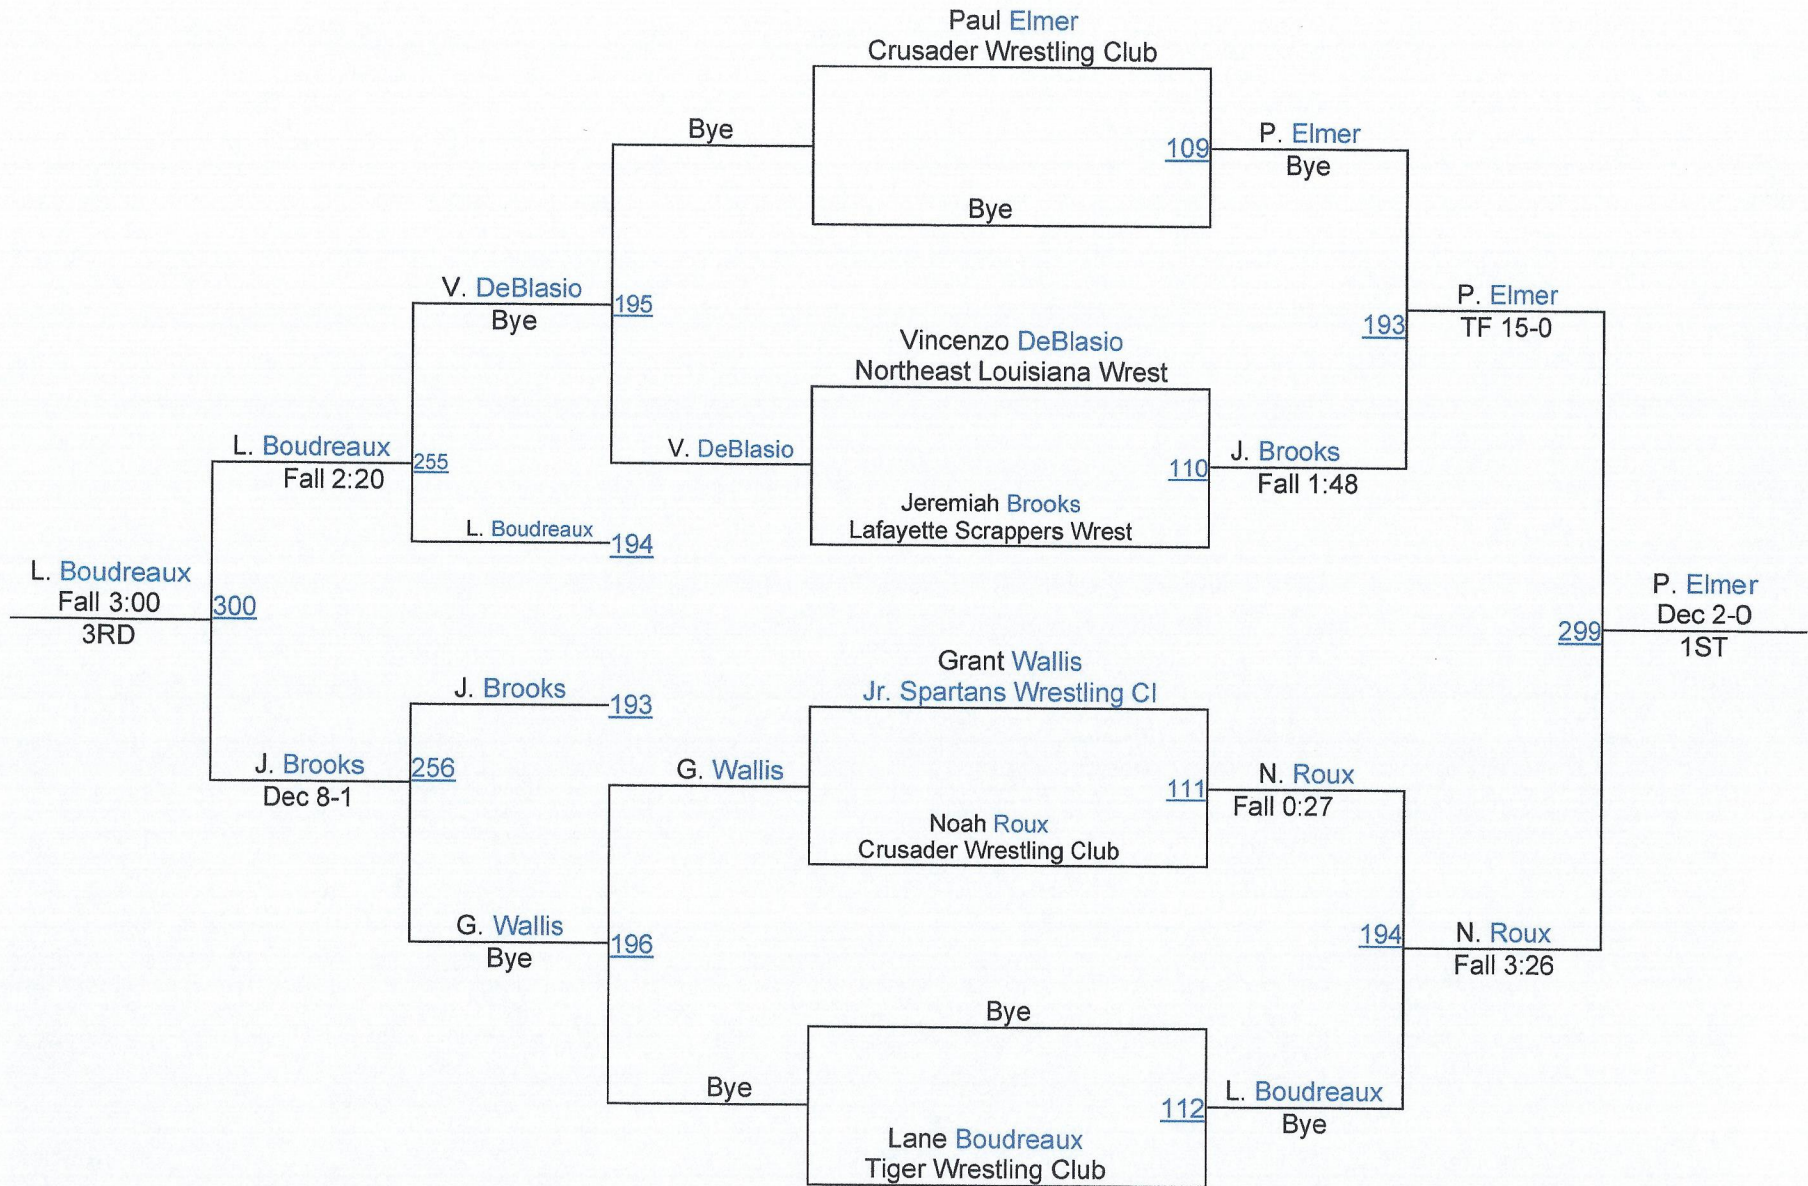 Paul Elmer
Crusader Wrestling Club
Bye
109
P. Elmer
Bye
Bye
V. DeBlasio
Bye
195
P. Elmer
TF 15-0
193
Vincenzo DeBlasio
Northeast Louisiana Wrest
L. Boudreaux
Fall 2:20
255
V. DeBlasio
110
J. Brooks
Fall 1:48
Jeremiah Brooks
Lafayette Scrappers Wrest
L. Boudreaux
194
L. Boudreaux
Fall 3:00
3RD
300
P. Elmer
Dec 2-0
1ST
299
Grant Wallis
Jr. Spartans Wrestling Cl
J. Brooks
193
J. Brooks
Dec 8-1
256
G. Wallis
111
N. Roux
Fall 0:27
Noah Roux
Crusader Wrestling Club
G. Wallis
Bye
196
194
N. Roux
Fall 3:26
Bye
Bye
112
L. Boudreaux
Bye
Lane Boudreaux
Tiger Wrestling Club